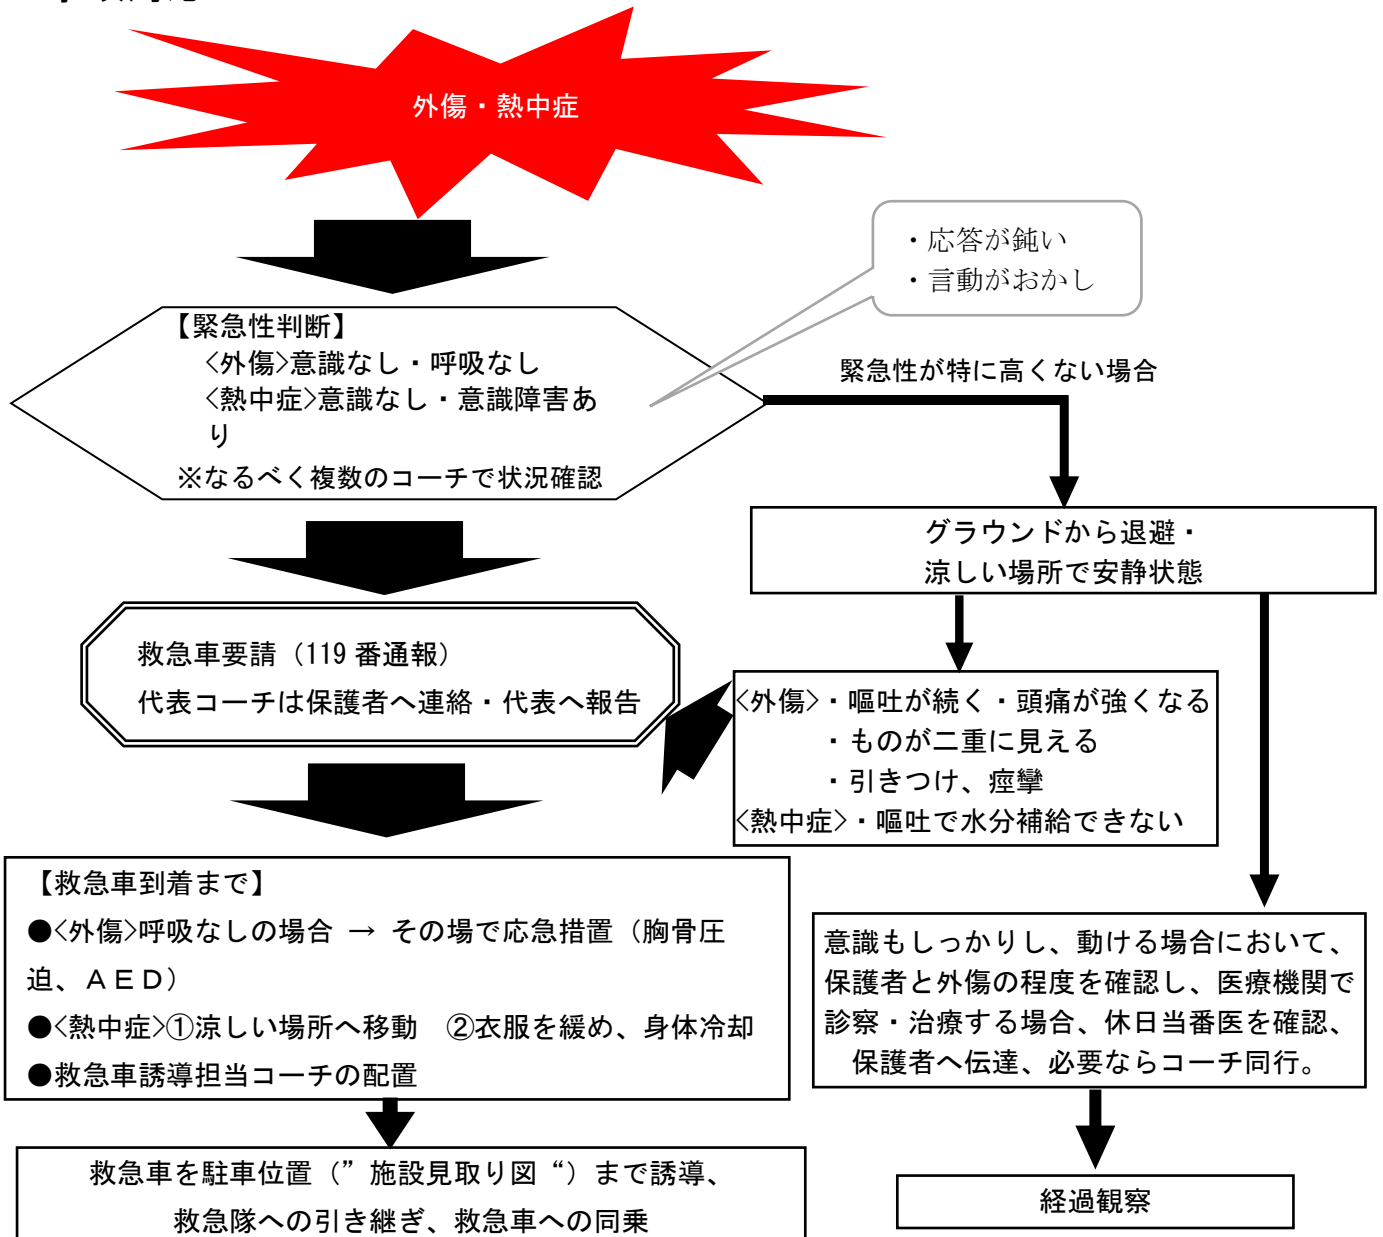 外傷・熱中症
・応答が鈍い
・言動がおかし
【緊急性判断】
<外傷>意識なし・呼吸なし
<熱中症>意識なし・意識障害あ
り
※なるべく複数のコーチで状況確認
緊急性が特に高くない場合
グラウンドから退避・
涼しい場所で安静状態
救急車要請（119番通報）
代表コーチは保護者へ連絡・代表へ報告
<外傷>・嘔吐が続く・頭痛が強くなる
・ものが二重に見える
・引きつけ、痙攣
<熱中症>・嘔吐で水分補給できない
【救急車到着まで】
●<外傷>呼吸なしの場合 → その場で応急措置（胸骨圧
迫、ＡＥＤ）
●<熱中症>①涼しい場所へ移動　②衣服を緩め、身体冷却
●救急車誘導担当コーチの配置
意識もしっかりし、動ける場合において、
保護者と外傷の程度を確認し、医療機関で
診察・治療する場合、休日当番医を確認、
保護者へ伝達、必要ならコーチ同行。
救急車を駐車位置（”施設見取り図“）まで誘導、
救急隊への引き継ぎ、救急車への同乗
経過観察